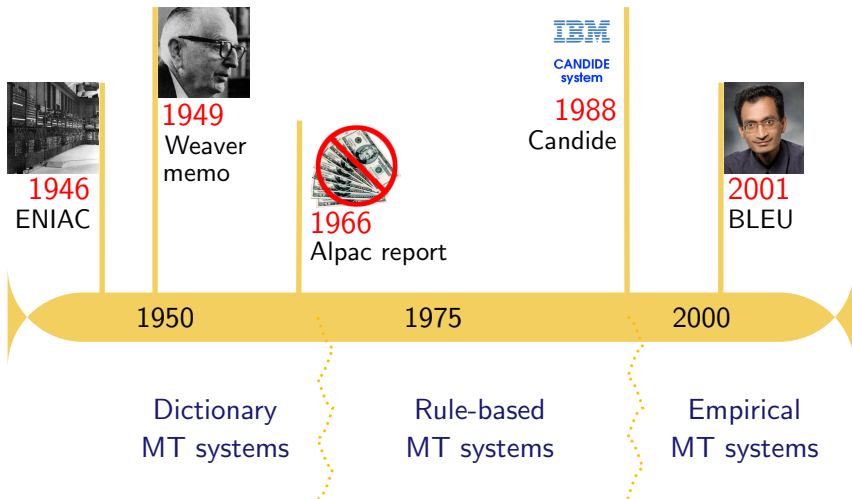 1946
ENIAC
1949
Weaver
memo
1966
Alpac report
IBM
CANDIDE
system
1988
Candide
2001
BLEU
1950
1975
2000
Dictionary
MT systems
Rule-based
MT systems
Empirical
MT systems